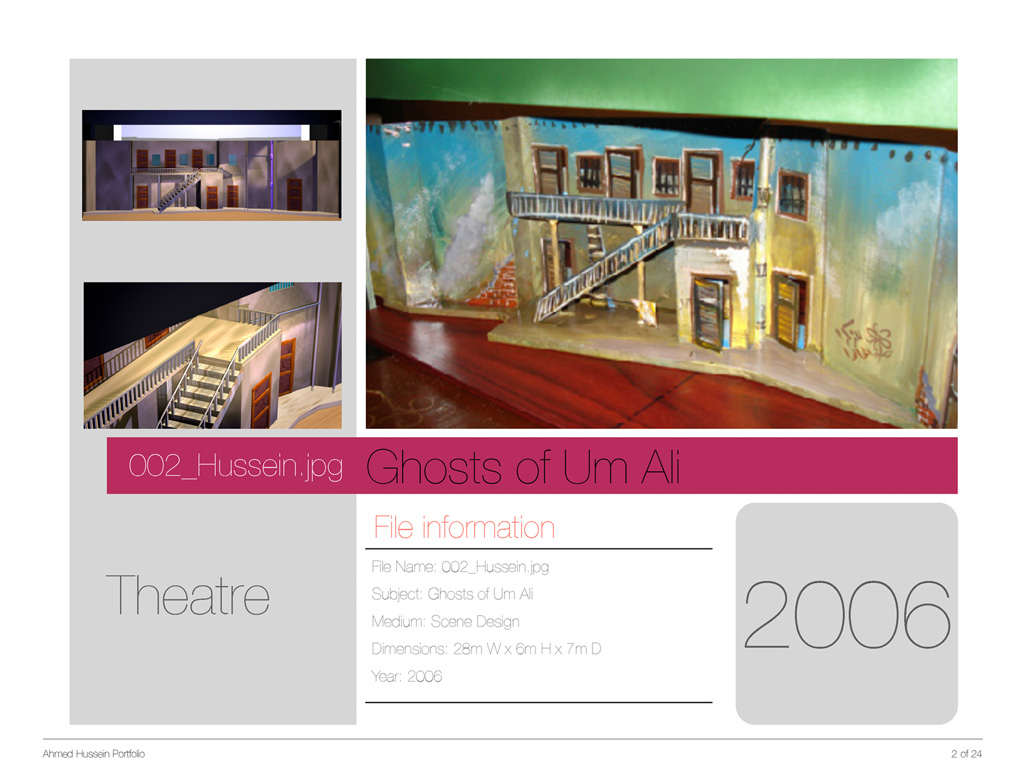 002_Hussein.jpg Ghosts of Um Ali
File information
File Name: 002_Hussein.jpg
Subject: Ghosts of Um Ali
Medium: Scene Design
Dimensions: 28m W x 6m H x 7m D
Year: 2006
Theatre
2006
Ahmed Hussein Portfolio
2 of 24